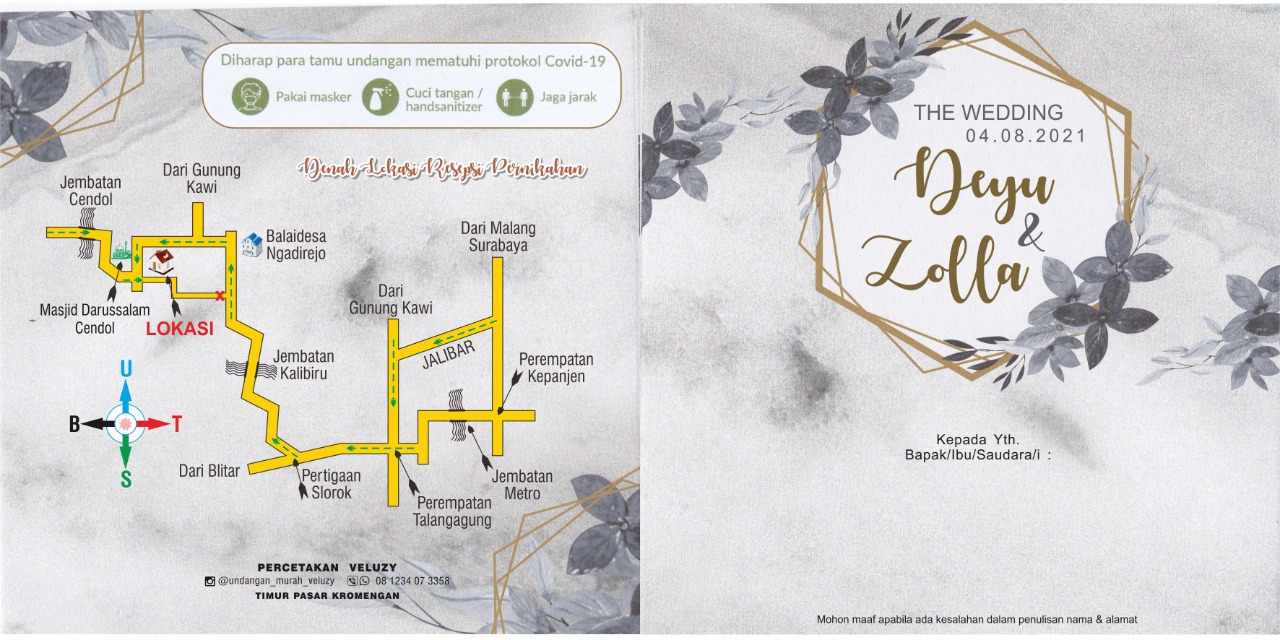 Diharap para tamu undangan mematuhi protokol Covid-19
Pakai masker
Cuci tangan /
handsanitizer
Jaga jarak
Denah Lokasi Resepsi Pernikahan
Jembatan
Cendol
Dari Gunung
Kawi
Balaidesa
Ngadirejo
Dari Malang
Surabaya
Masjid Darussalam
Cendol
X
LOKASI
Dari
Gunung Kawi
JALIBAR
Jembatan
Kalibiru
Perempatan
Kepanjen
U
B
T
S
Dari Blitar
Pertigaan
Slorok
Jembatan
Metro
Perempatan
Talangagung
PERCETAKAN VELUZY
@undangan_murah_veluzy 08 1234 07 3358
TIMUR PASAR KROMENGAN
THE WEDDING
04.08.2021
Deyu
&
Zolla
Kepada Yth.
Bapak/Ibu/Saudara/i :
Mohon maaf apabila ada kesalahan dalam penulisan nama & alamat